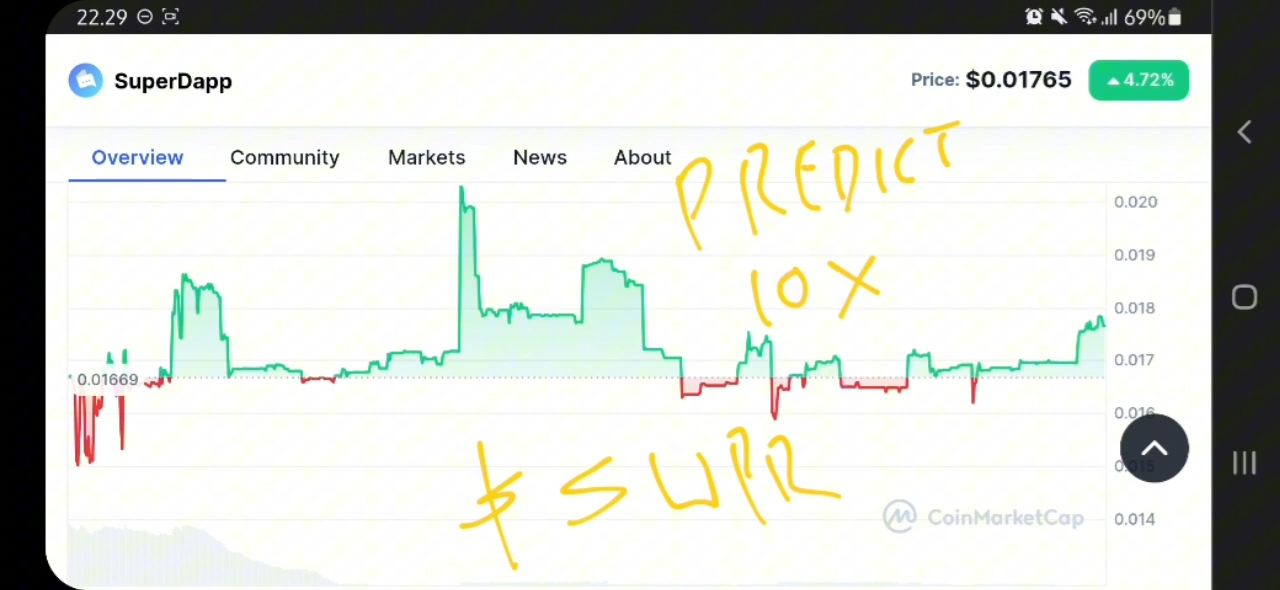 22.29 69%
SuperDapp Price: $0.01765 4.72%
Overview Community Markets News About
PREDICT
10X
0.020
0.019
0.018
0.017
0.01669
0.016
0.015
0.014
$SUPR
CoinMarketCap